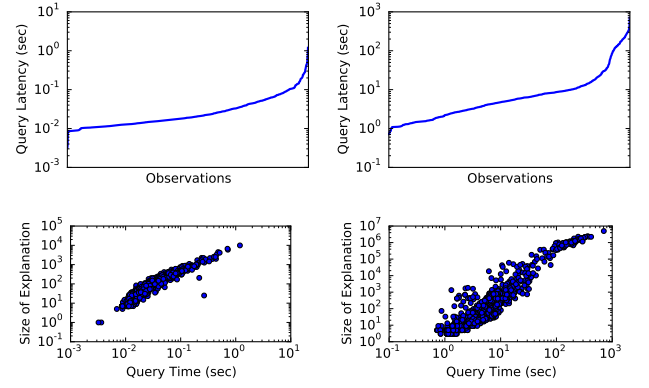 10^1
10^0
10^-1
10^-2
10^-3
Query Latency (sec)
Observations
10^3
10^2
10^1
10^0
10^-1
Query Latency (sec)
Observations
10^5
10^4
10^3
10^2
10^1
10^0
10^-1
Size of Explanation
10^-3 10^-2 10^-1 10^0 10^1
Query Time (sec)
10^7
10^6
10^5
10^4
10^3
10^2
10^1
10^0
Size of Explanation
10^-1 10^0 10^1 10^2 10^3
Query Time (sec)